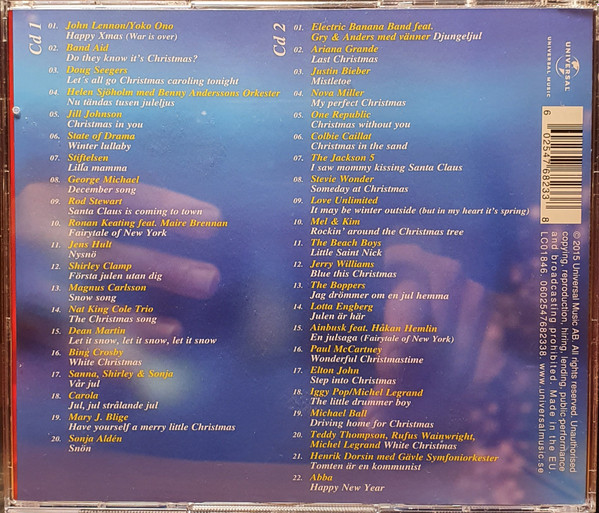 Cd 1
01. John Lennon/Yoko Ono
Happy Xmas (War is over)
02. Band Aid
Do they know it's Christmas?
03. Doug Seegers
Let's all go Christmas caroling tonight
04. Helen Sjöholm med Benny Anderssons Orkester
Nu tändas tusen juleljus
05. Jill Johnson
Christmas in you
06. State of Drama
Winter lullaby
07. Stiftelsen
Lilla mamma
08. George Michael
December song
09. Rod Stewart
Santa Claus is coming to town
10. Ronan Keating feat. Maire Brennan
Fairytale of New York
11. Jens Hult
Nysnö
12. Shirley Clamp
Första julen utan dig
13. Magnus Carlsson
Snow song
14. Nat King Cole Trio
The Christmas song
15. Dean Martin
Let it snow, let it snow, let it snow
16. Bing Crosby
White Christmas
17. Sanna, Shirley & Sonja
Vår jul
18. Carola
Jul, jul strålande jul
19. Mary J. Blige
Have yourself a merry little Christmas
20. Sonja Aldén
Snön
Cd 2
01. Electric Banana Band feat.
Gry & Anders med vänner Djungeljul
02. Ariana Grande
Last Christmas
03. Justin Bieber
Mistletoe
04. Nova Miller
My perfect Christmas
05. One Republic
Christmas without you
06. Colbie Caillat
Christmas in the sand
07. The Jackson 5
I saw mommy kissing Santa Claus
08. Stevie Wonder
Someday at Christmas
09. Love Unlimited
It may be winter outside (but in my heart it's spring)
10. Mel & Kim
Rockin' around the Christmas tree
11. The Beach Boys
Little Saint Nick
12. Jerry Williams
Blue this Christmas
13. The Boppers
Jag drömmer om en jul hemma
14. Lotta Engberg
Julen är här
15. Ainbusk feat. Håkan Hemlin
En julsaga (Fairytale of New York)
16. Paul McCartney
Wonderful Christmastime
17. Elton John
Step into Christmas
18. Iggy Pop/Michel Legrand
The little drummer boy
19. Michael Ball
Driving home for Christmas
20. Teddy Thompson, Rufus Wainwright,
Michel Legrand White Christmas
21. Henrik Dorsin med Gävle Symfoniorkester
Tomten är en kommunist
22. Abba
Happy New Year
UNIVERSAL
UNIVERSAL MUSIC
6 02547 68233 8
© 2015 Universal Music AB. All rights reserved. Unauthorised
copying, reproduction, hiring, lending, public performance
and broadcasting prohibited. Made in the EU.
LC01846. 0602547682338. www.universalmusic.se